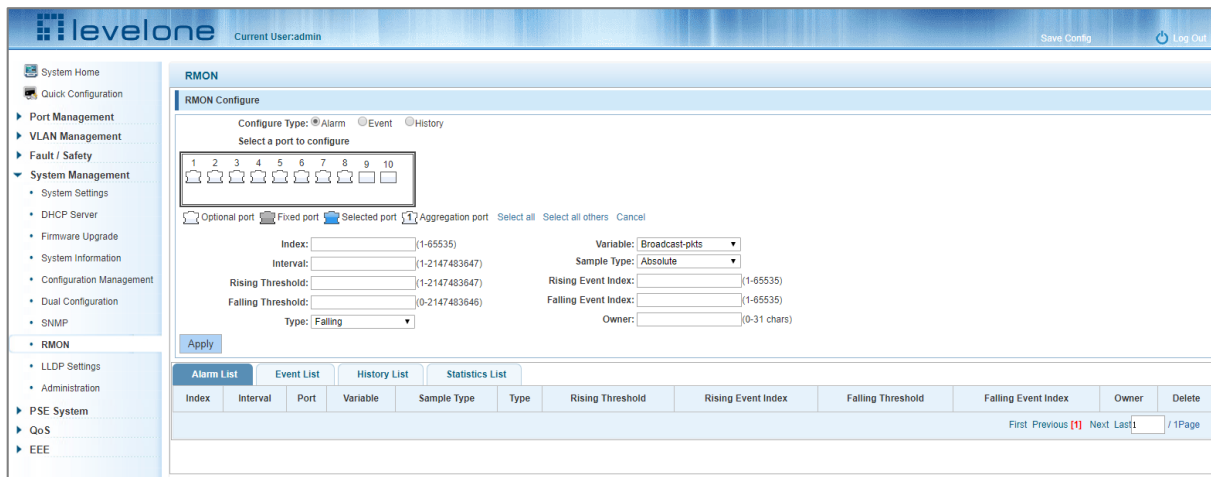 levelone Current User:admin Save Config Log Out
System Home
Quick Configuration
Port Management
VLAN Management
Fault / Safety
System Management
System Settings
DHCP Server
Firmware Upgrade
System Information
Configuration Management
Dual Configuration
SNMP
RMON
LLDP Settings
Administration
PSE System
QoS
EEE
RMON
RMON Configure
Configure Type: Alarm Event History
Select a port to configure
1 2 3 4 5 6 7 8 9 10
Optional port Fixed port Selected port 1 Aggregation port Select all Select all others Cancel
Index: (1-65535) Variable: Broadcast-pkts
Interval: (1-2147483647) Sample Type: Absolute
Rising Threshold: (1-2147483647) Rising Event Index: (1-65535)
Falling Threshold: (0-2147483646) Falling Event Index: (1-65535)
Type: Falling Owner: (0-31 chars)
Apply
Alarm List Event List History List Statistics List
Index Interval Port Variable Sample Type Type Rising Threshold Rising Event Index Falling Threshold Falling Event Index Owner Delete
First Previous [1] Next Last 1 / 1Page